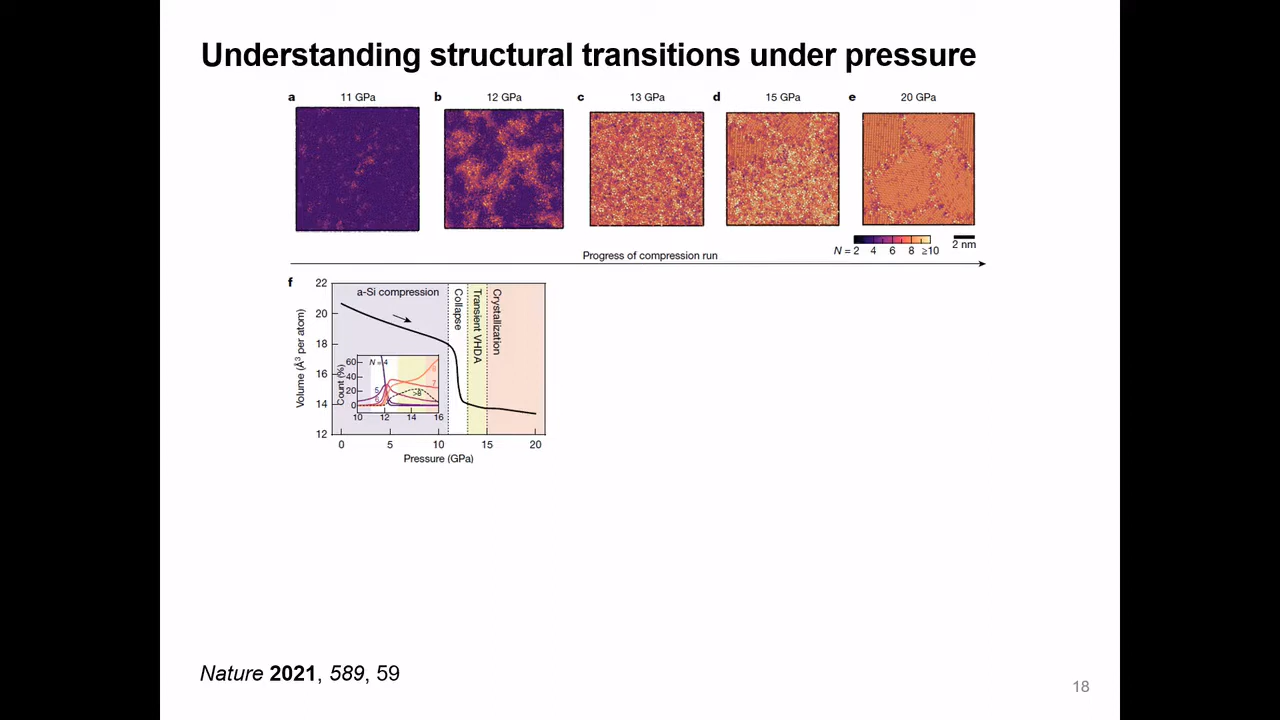 Understanding structural transitions under pressure
a 11 GPa b 12 GPa c 13 GPa d 15 GPa e 20 GPa
N = 2 4 6 8 ≥10 2 nm
Progress of compression run
f
22
20
18
16
14
12
Volume (Å³ per atom)
a-Si compression
Collapse
Transient VHDA
Crystallization
60
40
20
0
Count (%)
N = 4
5
7
>8
10 12 14 16
0 5 10 15 20
Pressure (GPa)
Nature 2021, 589, 59
18